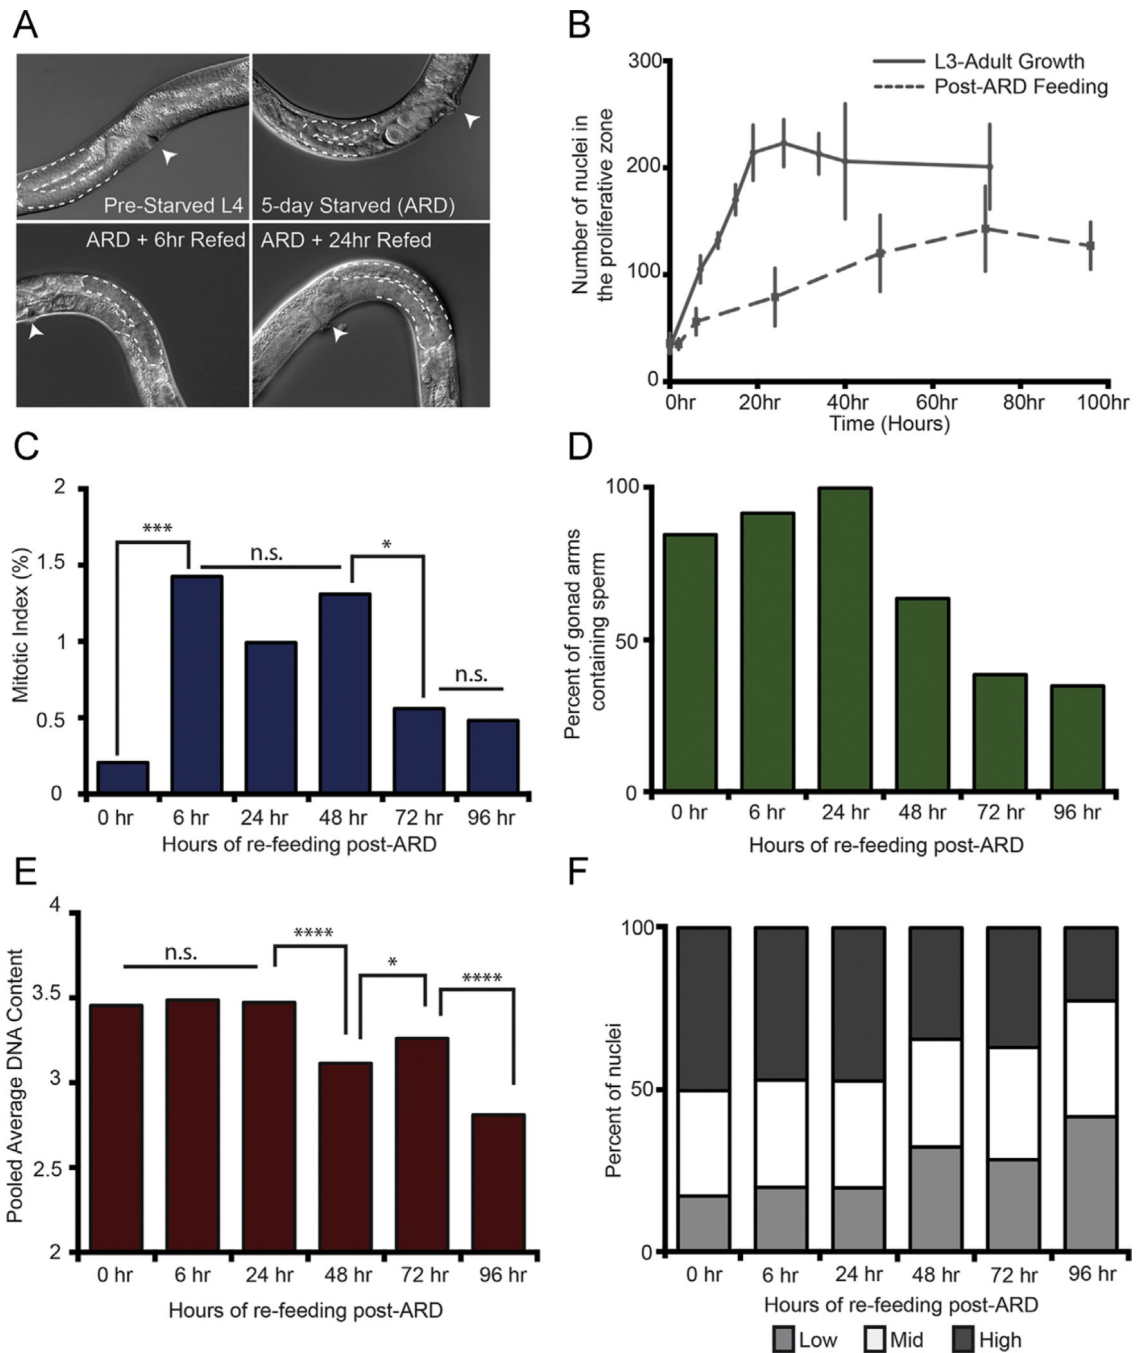 A
Pre-Starved L4
5-day Starved (ARD)
ARD + 6hr Refed
ARD + 24hr Refed
B
Number of nuclei in
the proliferative zone
300
200
100
0
L3-Adult Growth
Post-ARD Feeding
0hr 20hr 40hr 60hr 80hr 100hr
Time (Hours)
C
Mitotic Index (%)
2
1.5
1
0.5
0
***
n.s.
*
n.s.
0 hr 6 hr 24 hr 48 hr 72 hr 96 hr
Hours of re-feeding post-ARD
D
Percent of gonad arms
containing sperm
100
50
0
0 hr 6 hr 24 hr 48 hr 72 hr 96 hr
Hours of re-feeding post-ARD
E
Pooled Average DNA Content
4
3.5
3
2.5
2
n.s.
****
*
****
0 hr 6 hr 24 hr 48 hr 72 hr 96 hr
Hours of re-feeding post-ARD
F
Percent of nuclei
100
50
0
0 hr 6 hr 24 hr 48 hr 72 hr 96 hr
Hours of re-feeding post-ARD
Low Mid High